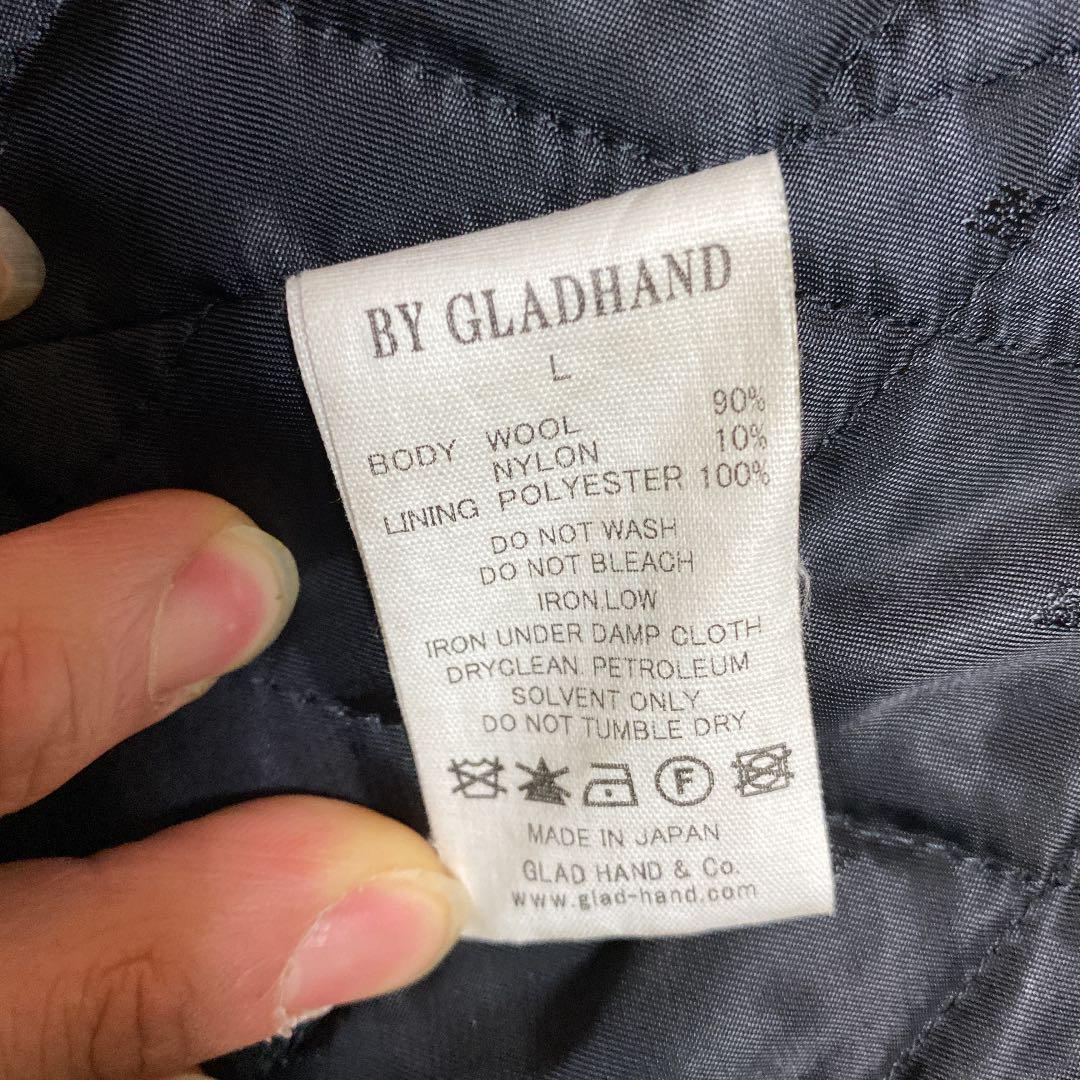 BY GLADHAND
L
BODY WOOL 90%
NYLON 10%
LINING POLYESTER 100%
DO NOT WASH
DO NOT BLEACH
IRON,LOW
IRON UNDER DAMP CLOTH
DRYCLEAN, PETROLEUM
SOLVENT ONLY
DO NOT TUMBLE DRY
F
MADE IN JAPAN
GLAD HAND & Co.
www.glad-hand.com